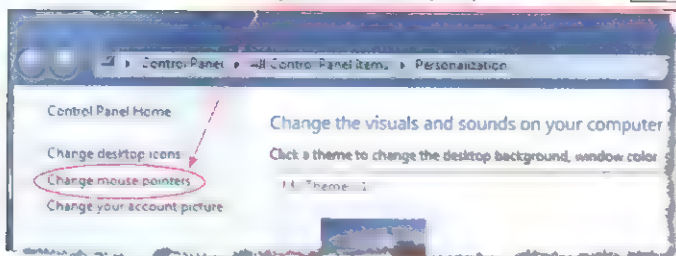 Control Panel ▸ All Control Panel Items ▸ Personalization
Control Panel Home
Change the visuals and sounds on your computer
Change desktop icons
Click a theme to change the desktop background, window color
Change mouse pointers
Change your account picture